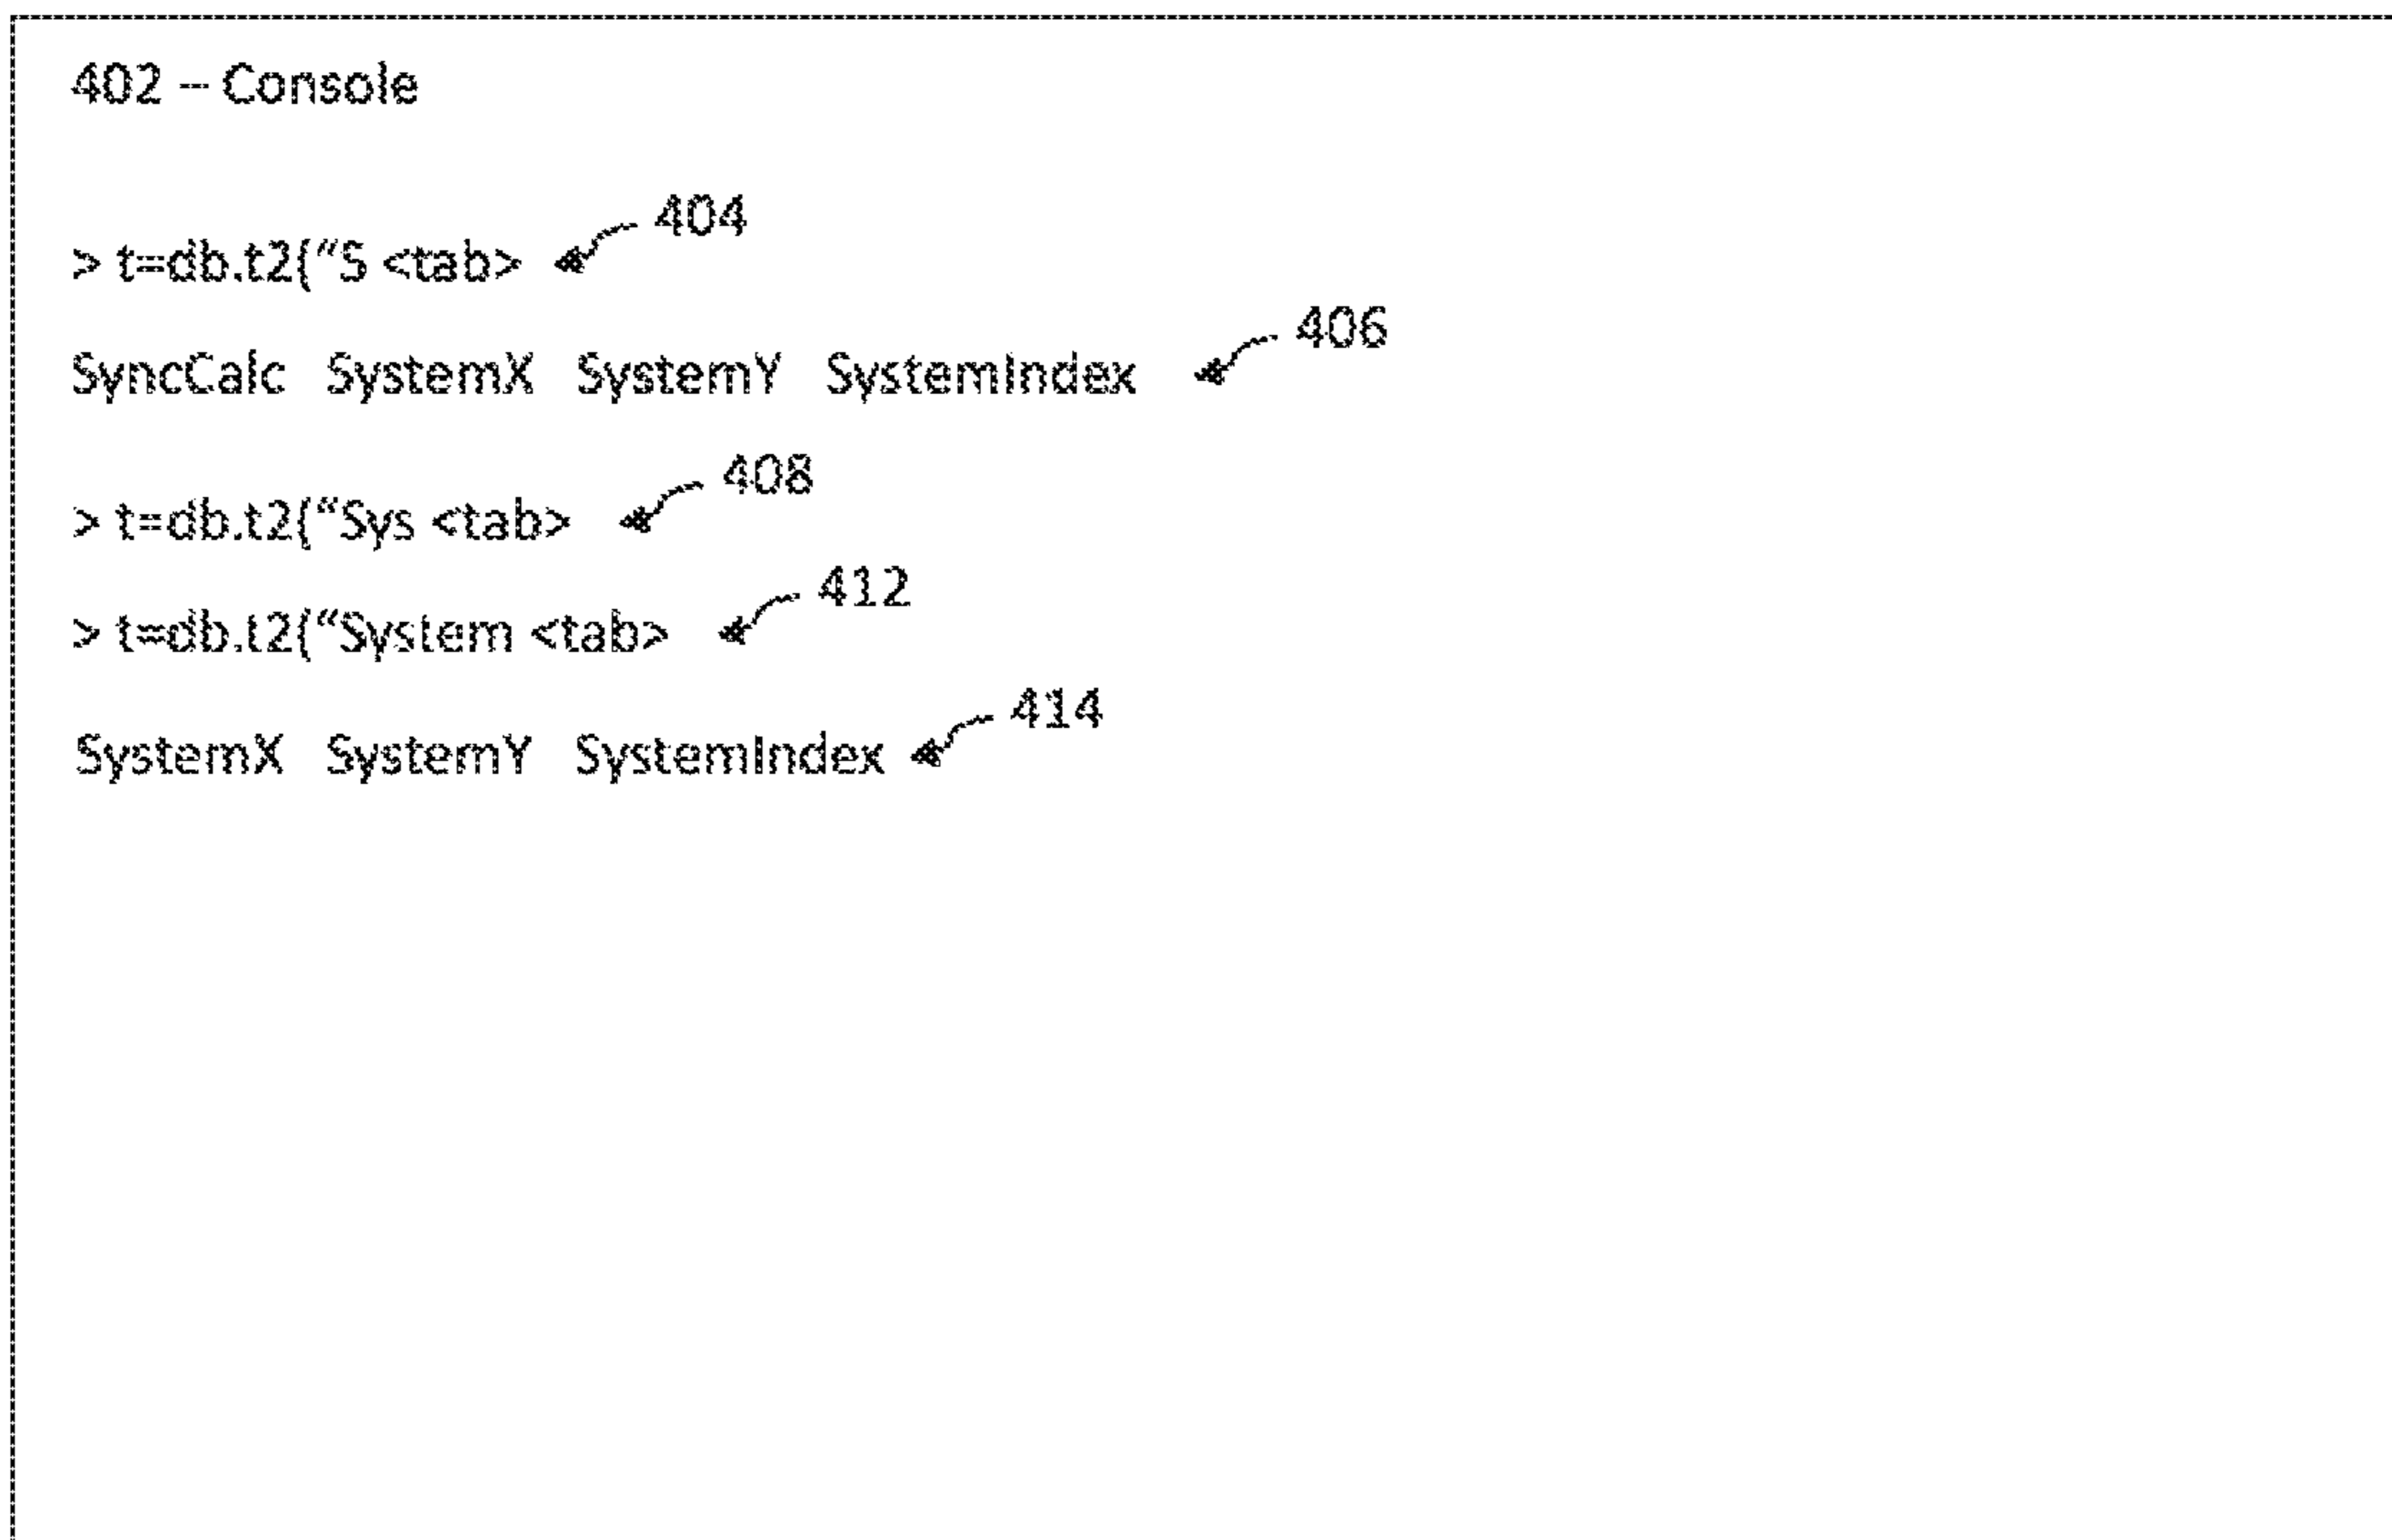 402 -- Console
404
> t=db.t2(“S <tab>
406
SyncCalc SystemX SystemY SystemIndex
408
> t=db.t2(“Sys <tab>
412
> t=db.t2(“System <tab>
414
SystemX SystemY SystemIndex